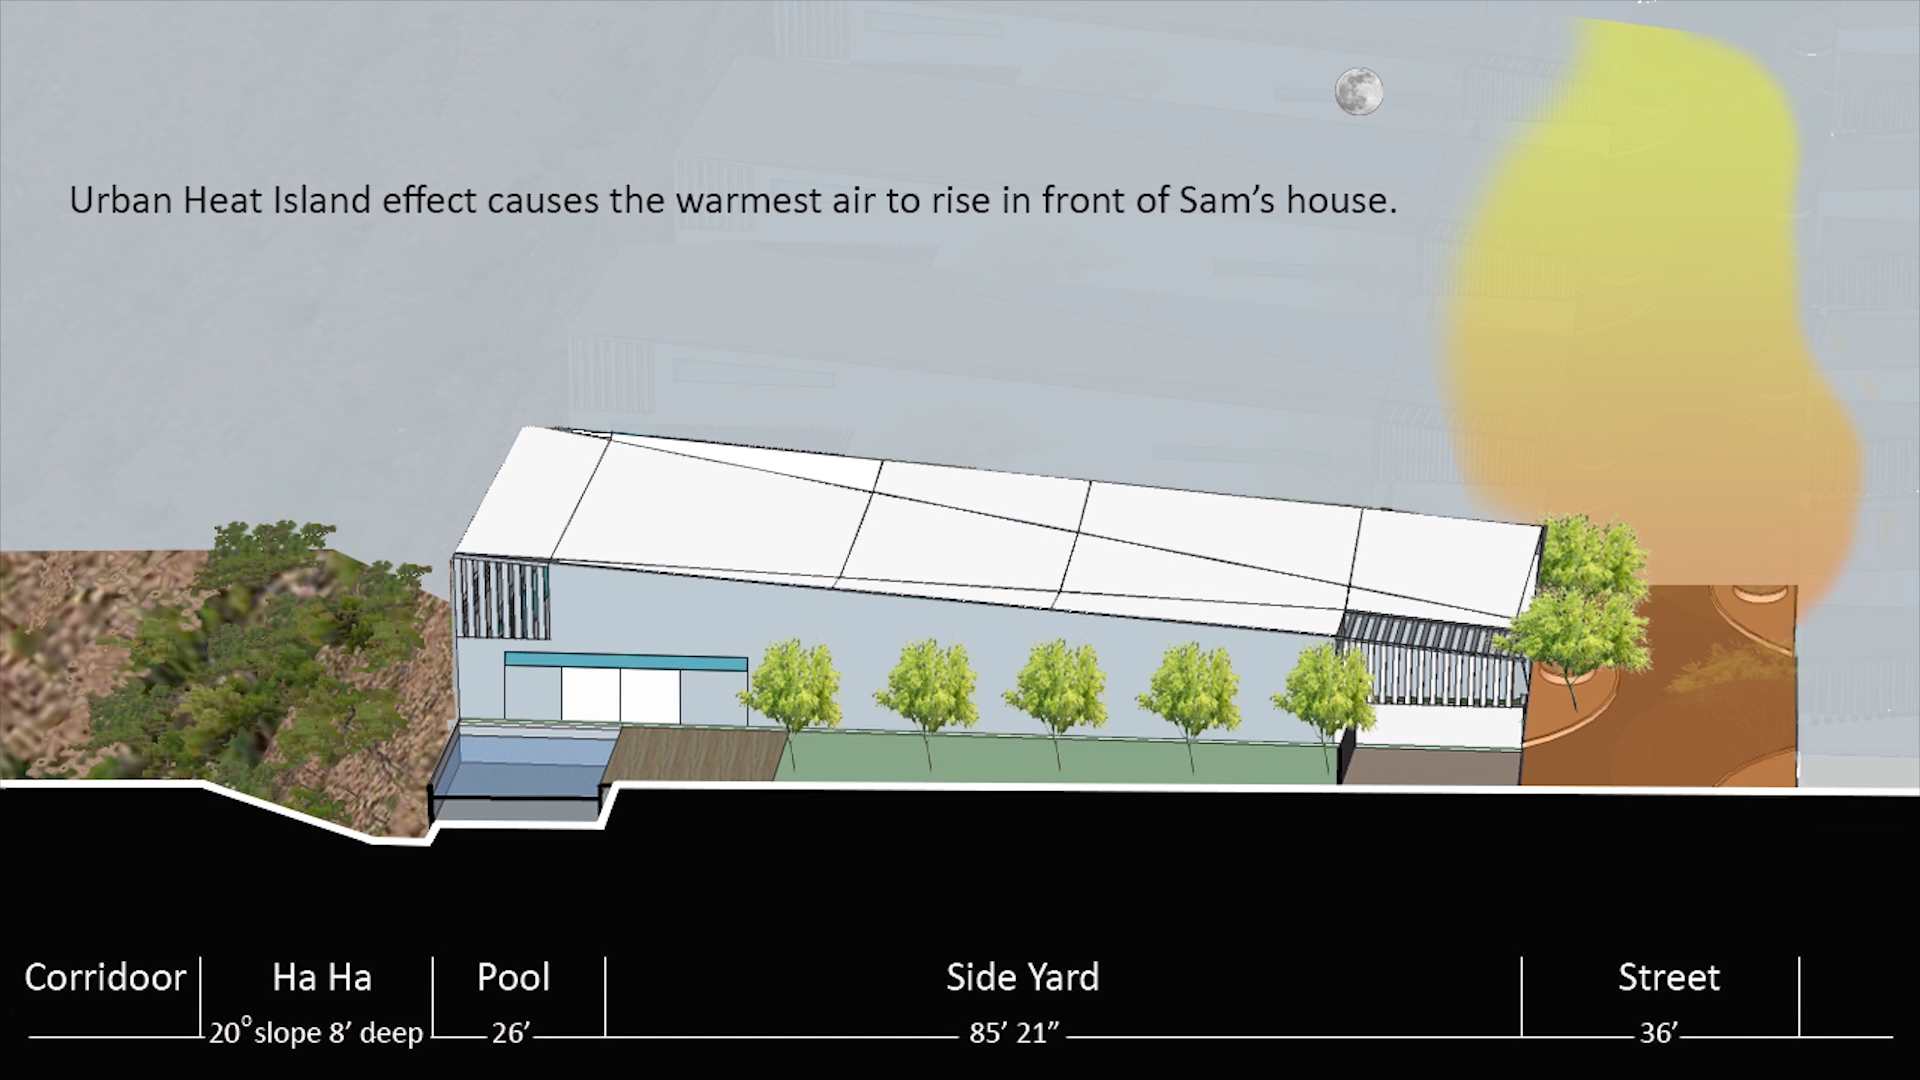 Urban Heat Island effect causes the warmest air to rise in front of Sam’s house.
Corridoor
Ha Ha
Pool
Side Yard
Street
20° slope 8’ deep
26’
85’ 21”
36’